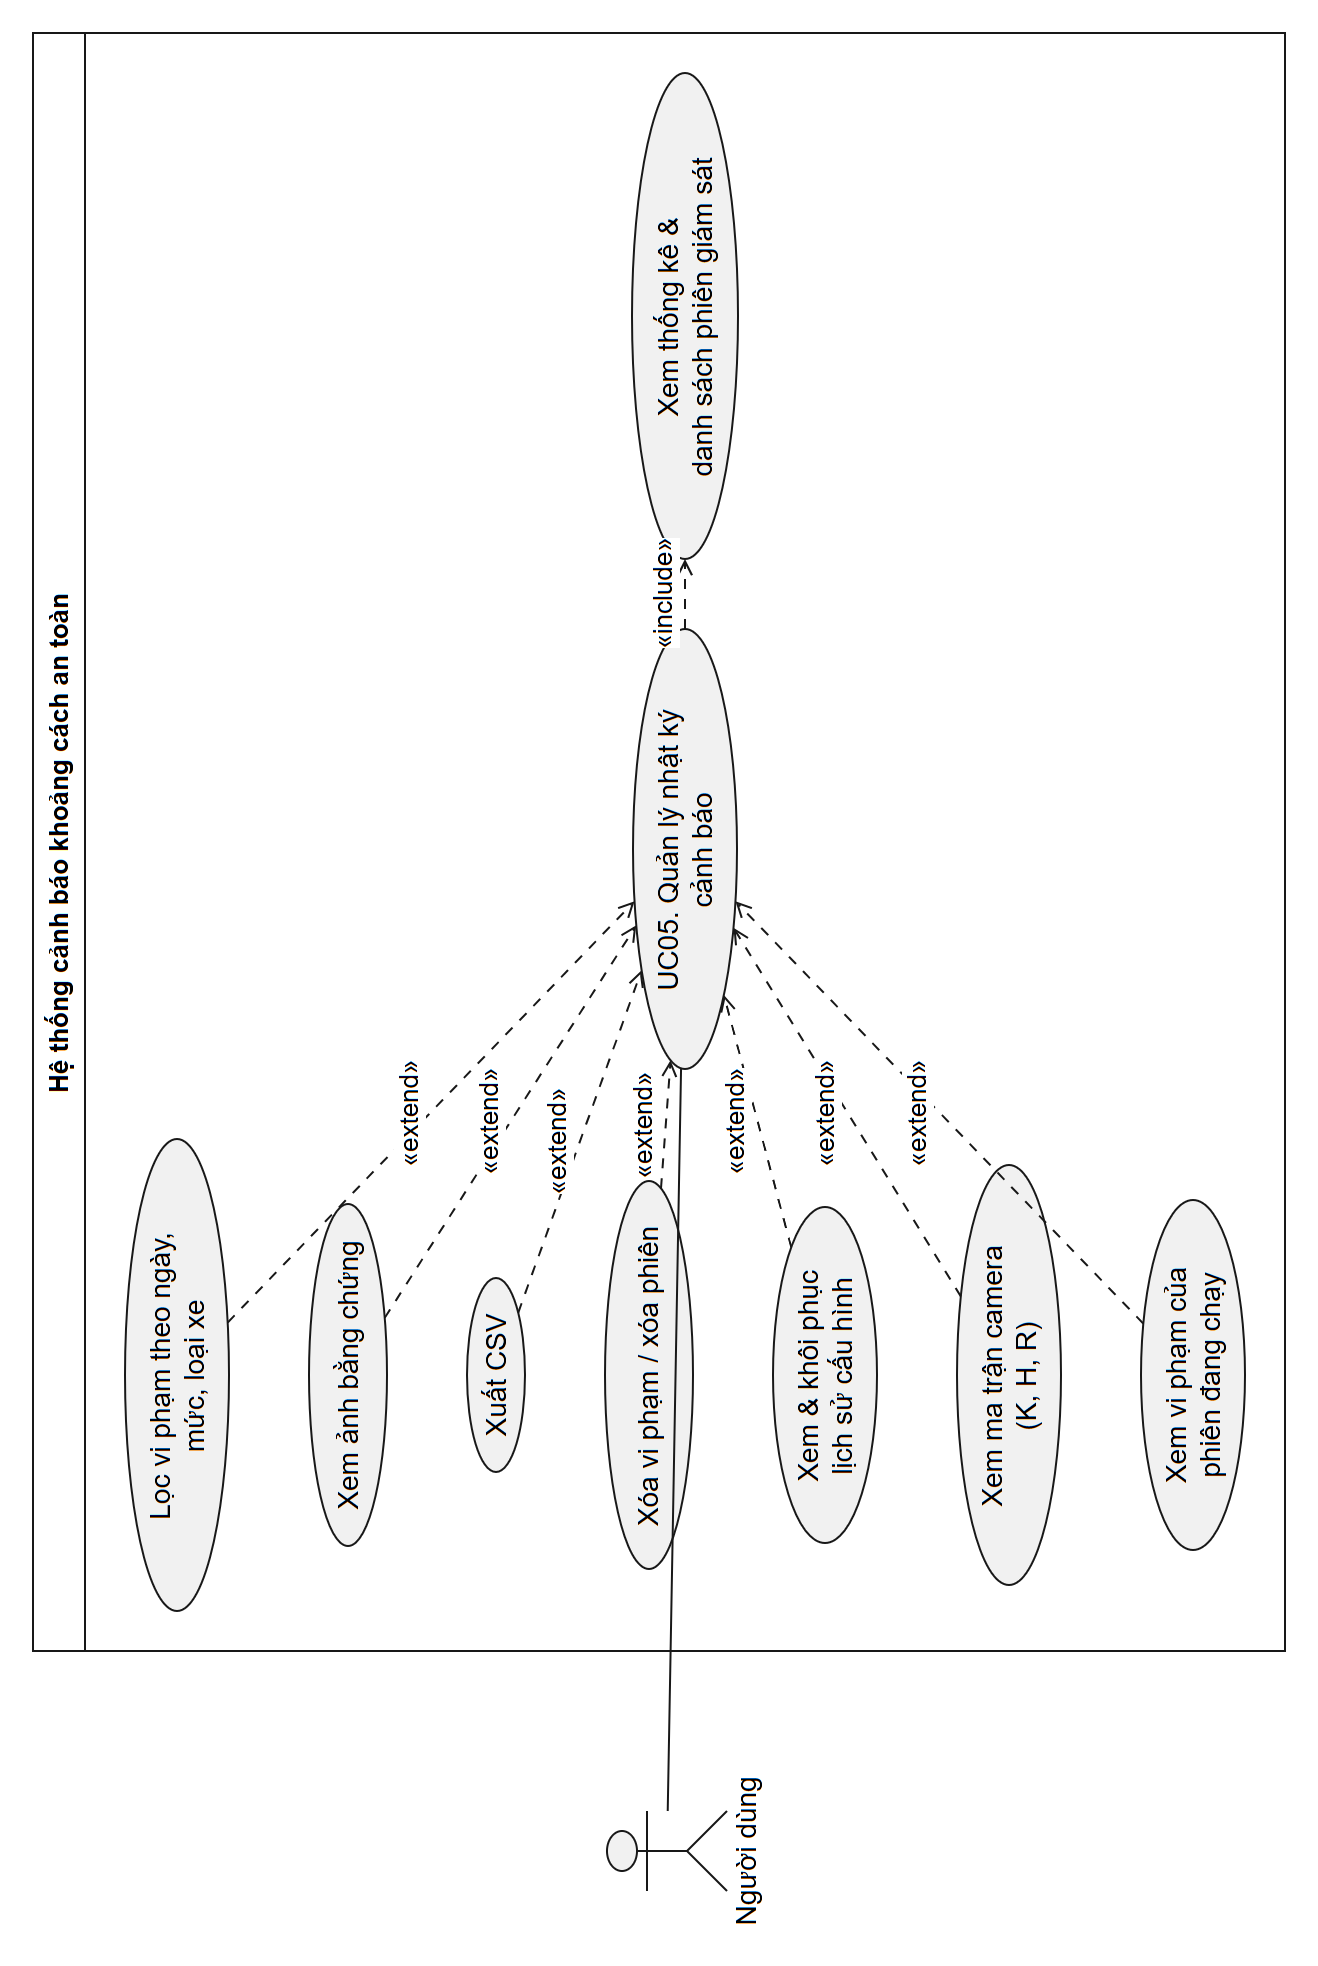 Hệ thống cảnh báo khoảng cách an toàn
Lọc vi phạm theo ngày,
mức, loại xe
Xem ảnh bằng chứng
Xuất CSV
Xóa vi phạm / xóa phiên
Xem & khôi phục
lịch sử cấu hình
Xem ma trận camera
(K, H, R)
Xem vi phạm của
phiên đang chạy
«extend»
«extend»
«extend»
«extend»
«extend»
«extend»
«extend»
UC05. Quản lý nhật ký
cảnh báo
«include»
Xem thống kê &
danh sách phiên giám sát
Người dùng